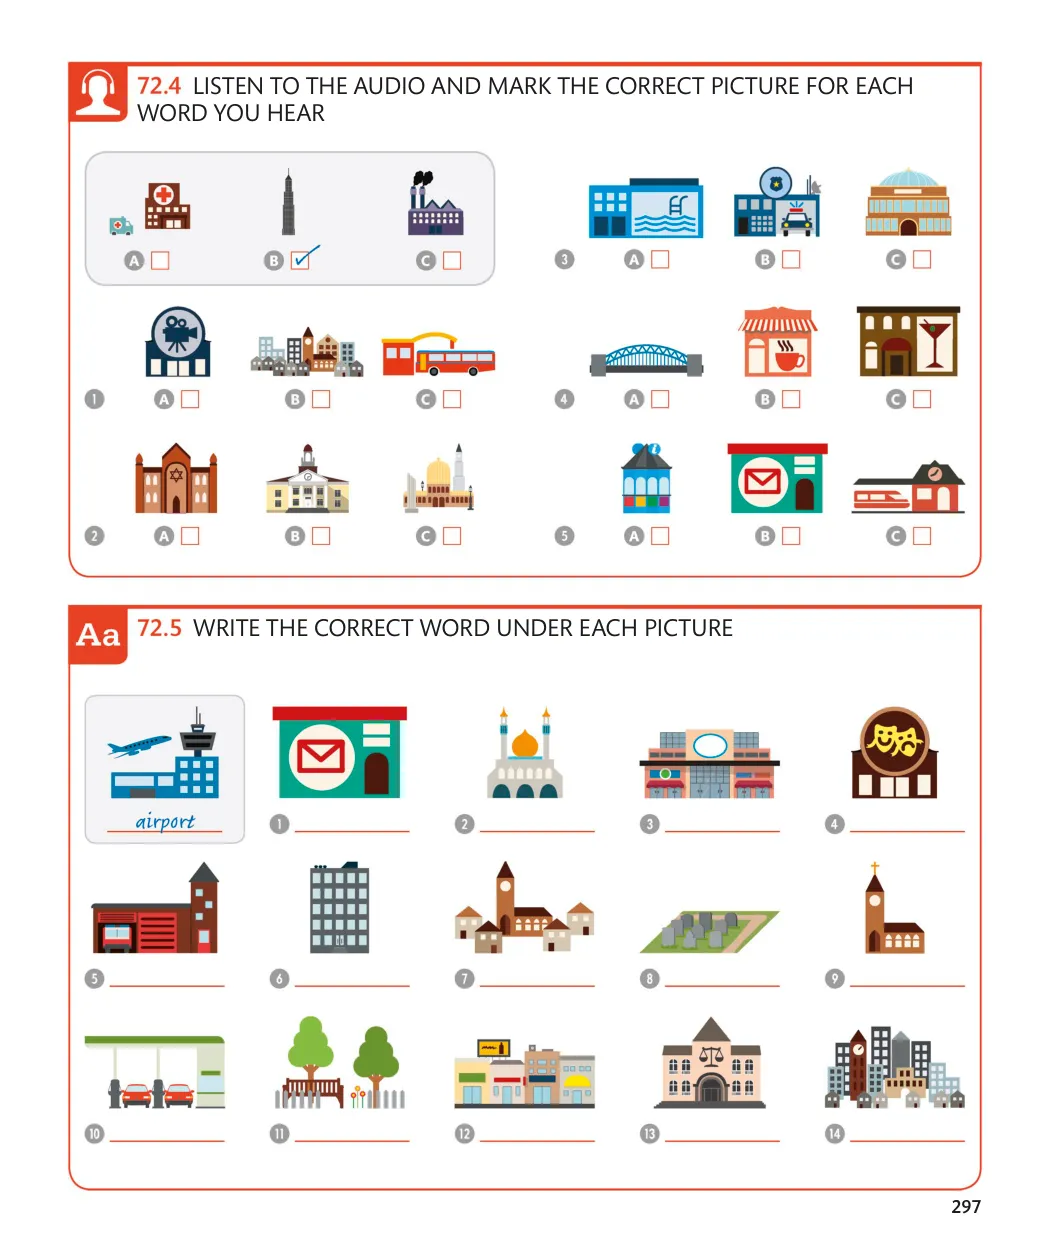 72.4 LISTEN TO THE AUDIO AND MARK THE CORRECT PICTURE FOR EACH
WORD YOU HEAR
A B C
3 A B C
1 A B C
4 A B C
i
2 A B C
5 A B C
Aa 72.5 WRITE THE CORRECT WORD UNDER EACH PICTURE
airport
1 2 3 4
5 6 7 8 9
10 11 12 13 14
297